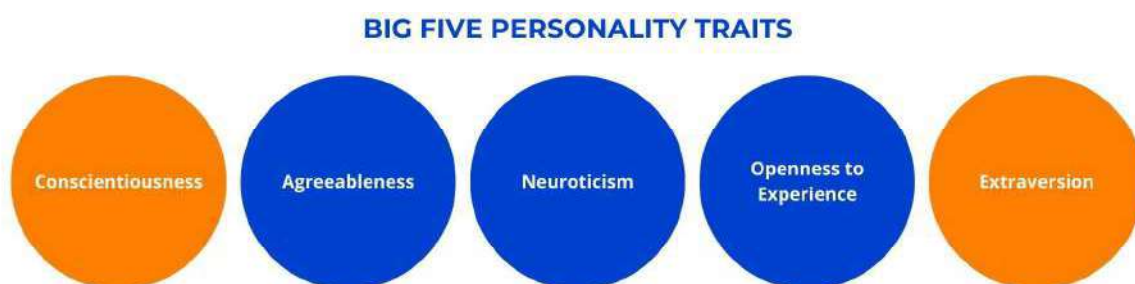 BIG FIVE PERSONALITY TRAITS
Conscientiousness
Agreeableness
Neuroticism
Openness to
Experience
Extraversion